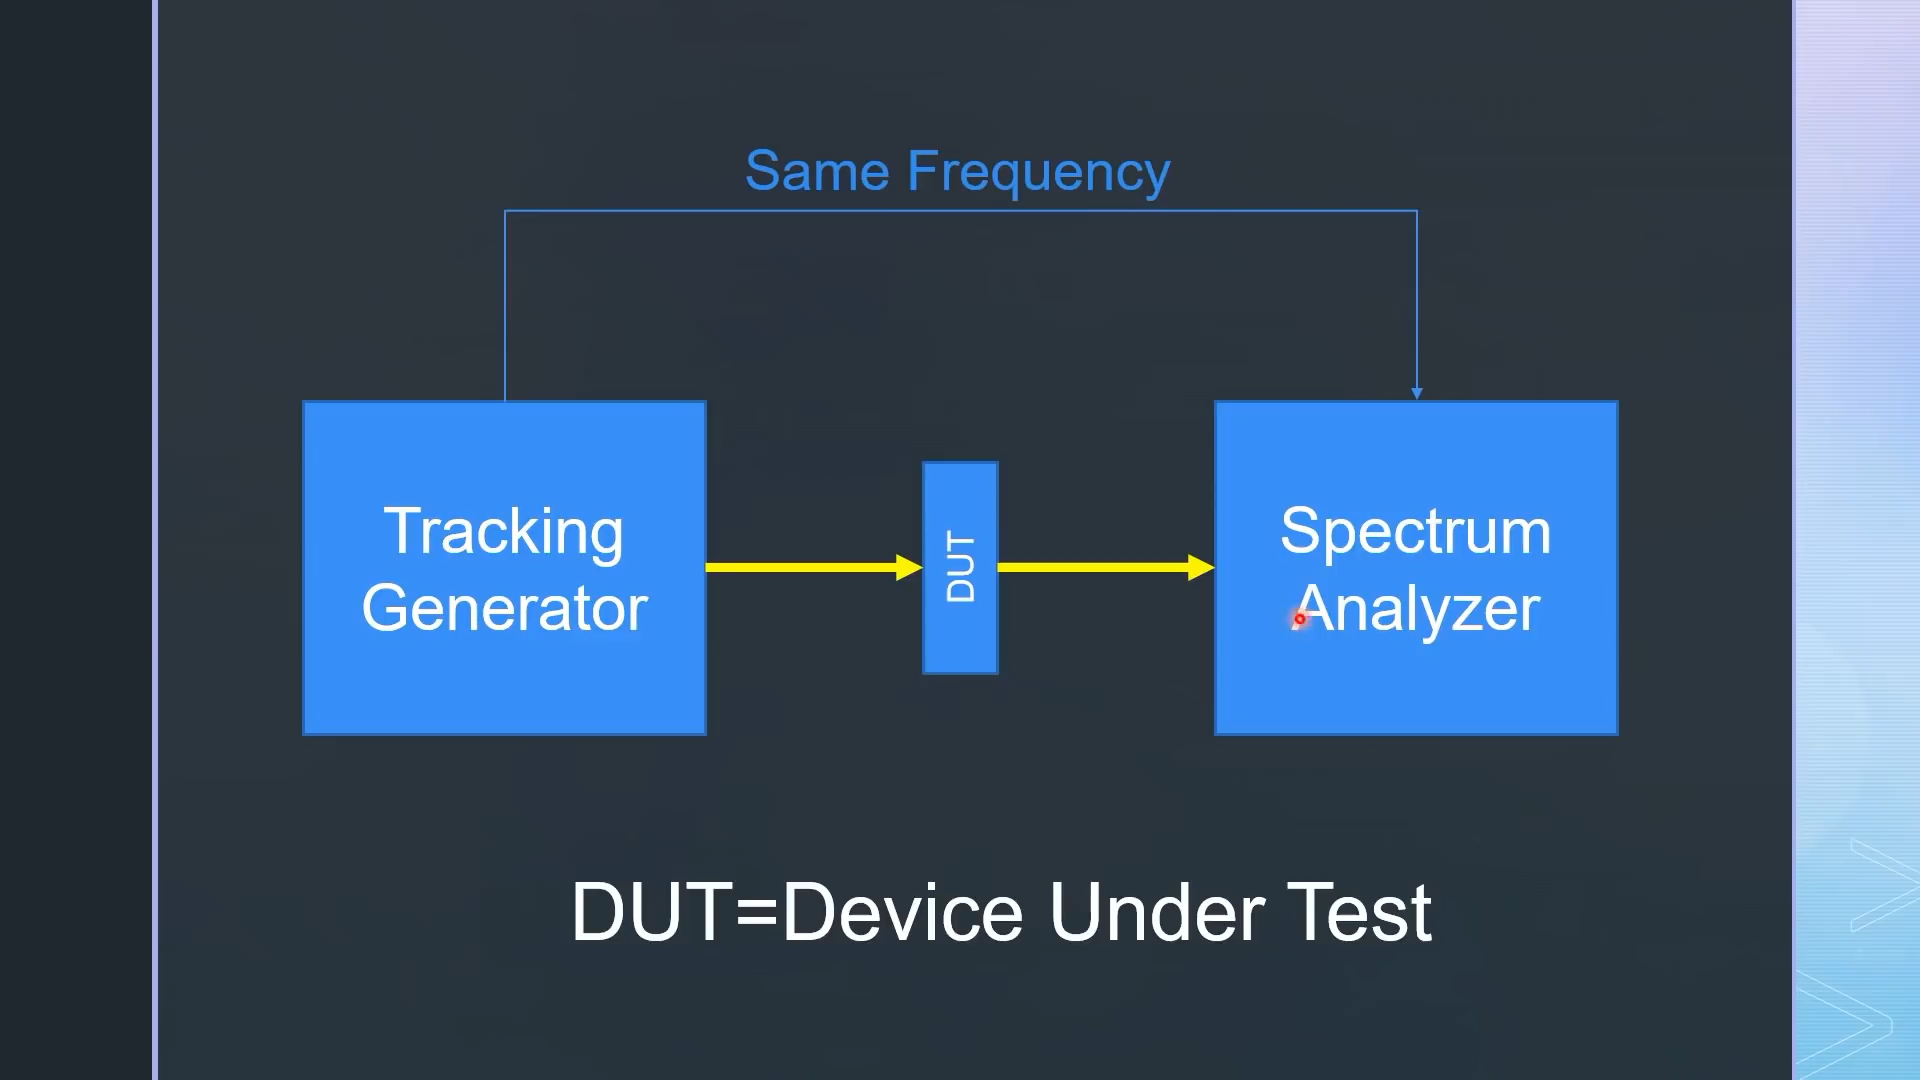 Same Frequency
Tracking
Generator
DUT
Spectrum
Analyzer
DUT=Device Under Test